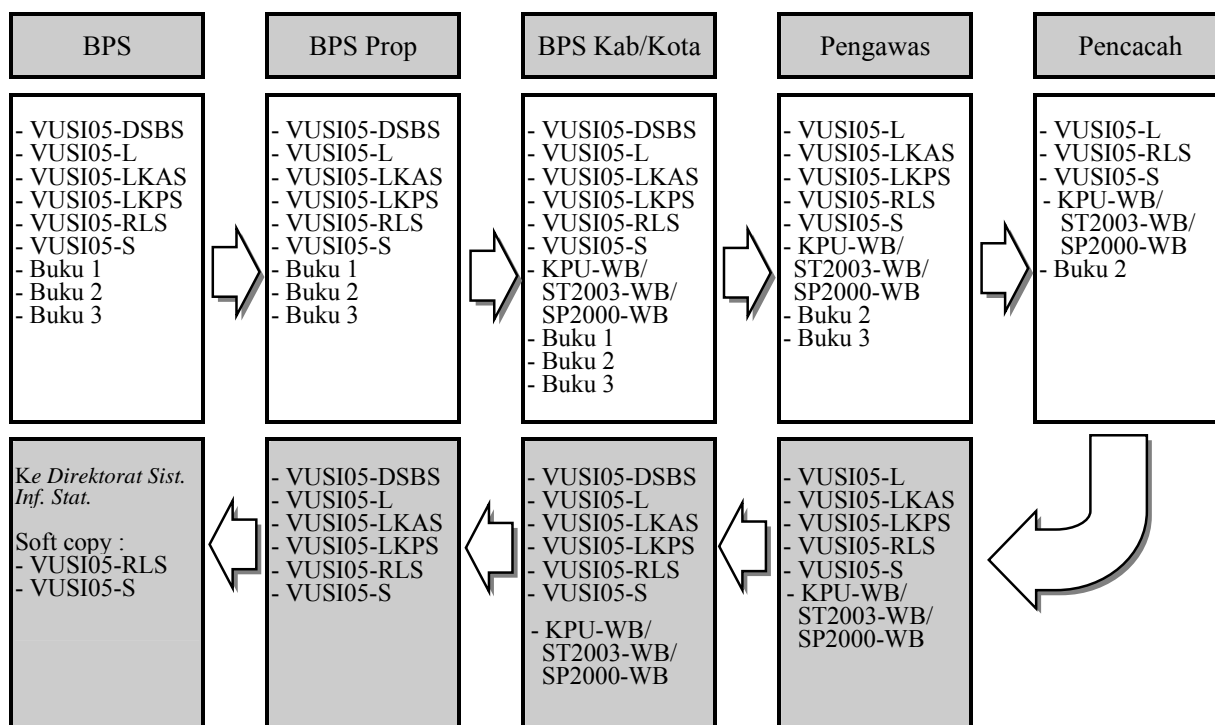 BPS
BPS Prop
BPS Kab/Kota
Pengawas
Pencacah
- VUSI05-DSBS
- VUSI05-L
- VUSI05-LKAS
- VUSI05-LKPS
- VUSI05-RLS
- VUSI05-S
- Buku 1
- Buku 2
- Buku 3
- VUSI05-DSBS
- VUSI05-L
- VUSI05-LKAS
- VUSI05-LKPS
- VUSI05-RLS
- VUSI05-S
- Buku 1
- Buku 2
- Buku 3
- VUSI05-DSBS
- VUSI05-L
- VUSI05-LKAS
- VUSI05-LKPS
- VUSI05-RLS
- VUSI05-S
- KPU-WB/
ST2003-WB/
SP2000-WB
- Buku 1
- Buku 2
- Buku 3
- VUSI05-L
- VUSI05-LKAS
- VUSI05-LKPS
- VUSI05-RLS
- VUSI05-S
- KPU-WB/
ST2003-WB/
SP2000-WB
- Buku 2
- Buku 3
- VUSI05-L
- VUSI05-RLS
- VUSI05-S
- KPU-WB/
ST2003-WB/
SP2000-WB
- Buku 2
Ke Direktorat Sist.
Inf. Stat.
Soft copy :
- VUSI05-RLS
- VUSI05-S
- VUSI05-DSBS
- VUSI05-L
- VUSI05-LKAS
- VUSI05-LKPS
- VUSI05-RLS
- VUSI05-S
- VUSI05-DSBS
- VUSI05-L
- VUSI05-LKAS
- VUSI05-LKPS
- VUSI05-RLS
- VUSI05-S
- KPU-WB/
ST2003-WB/
SP2000-WB
- VUSI05-L
- VUSI05-LKAS
- VUSI05-LKPS
- VUSI05-RLS
- VUSI05-S
- KPU-WB/
ST2003-WB/
SP2000-WB